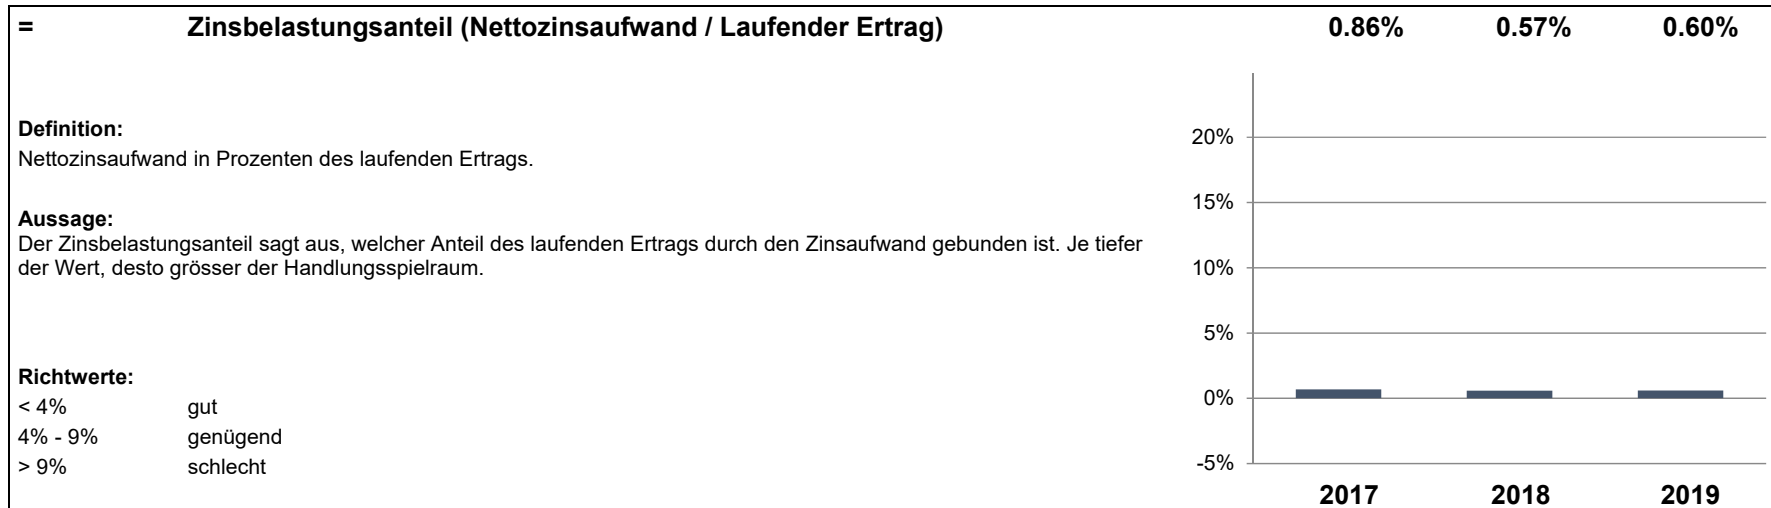 = Zinsbelastungsanteil (Nettozinsaufwand / Laufender Ertrag) 0.86% 0.57% 0.60%
Definition:
Nettozinsaufwand in Prozenten des laufenden Ertrags.
Aussage:
Der Zinsbelastungsanteil sagt aus, welcher Anteil des laufenden Ertrags durch den Zinsaufwand gebunden ist. Je tiefer
der Wert, desto grösser der Handlungsspielraum.
Richtwerte:
< 4% gut
4% - 9% genügend
> 9% schlecht
20%
15%
10%
5%
0%
-5%
2017 2018 2019